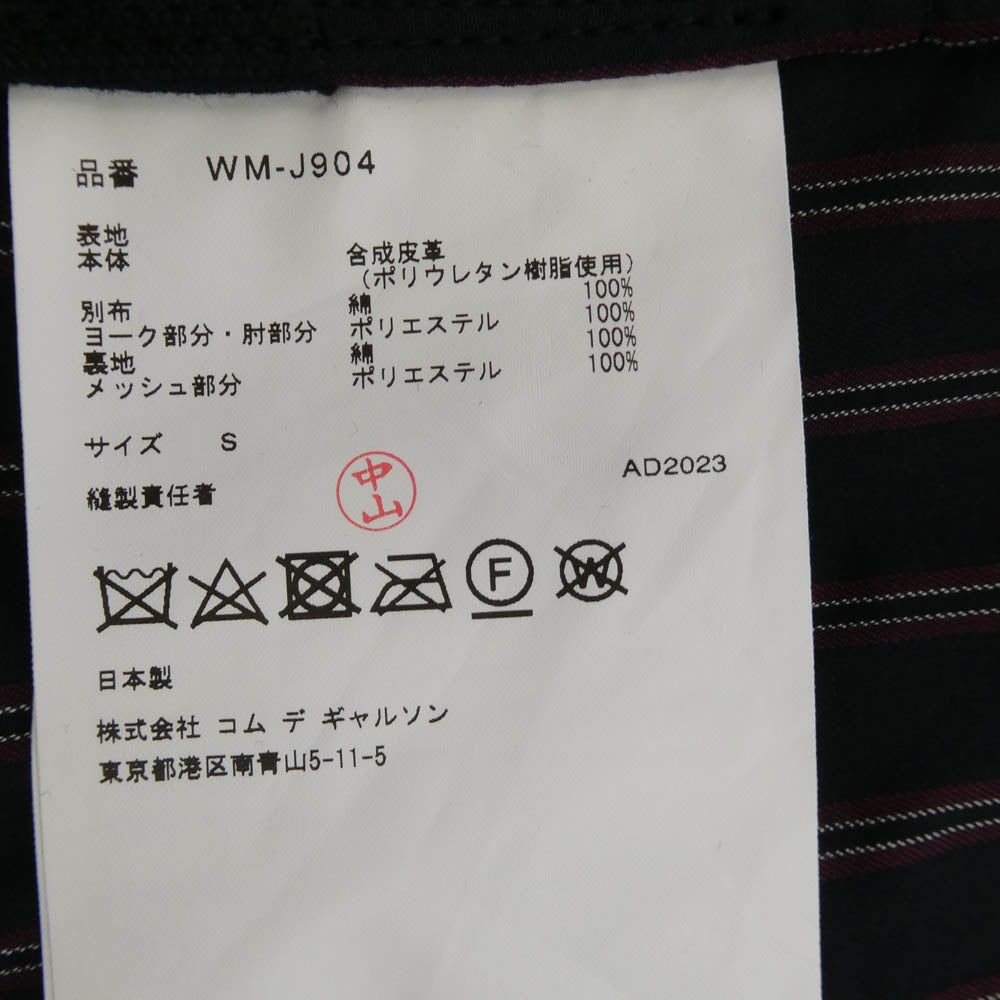 品番 WM-J904
表地
本体 合成皮革
(ポリウレタン樹脂使用)
100%
別布 綿 100%
ヨーク部分・肘部分 ポリエステル 100%
裏地 綿 100%
メッシュ部分 ポリエステル
サイズ S
AD2023
縫製責任者 中山
F
W
日本製
株式会社 コム デ ギャルソン
東京都港区南青山5-11-5